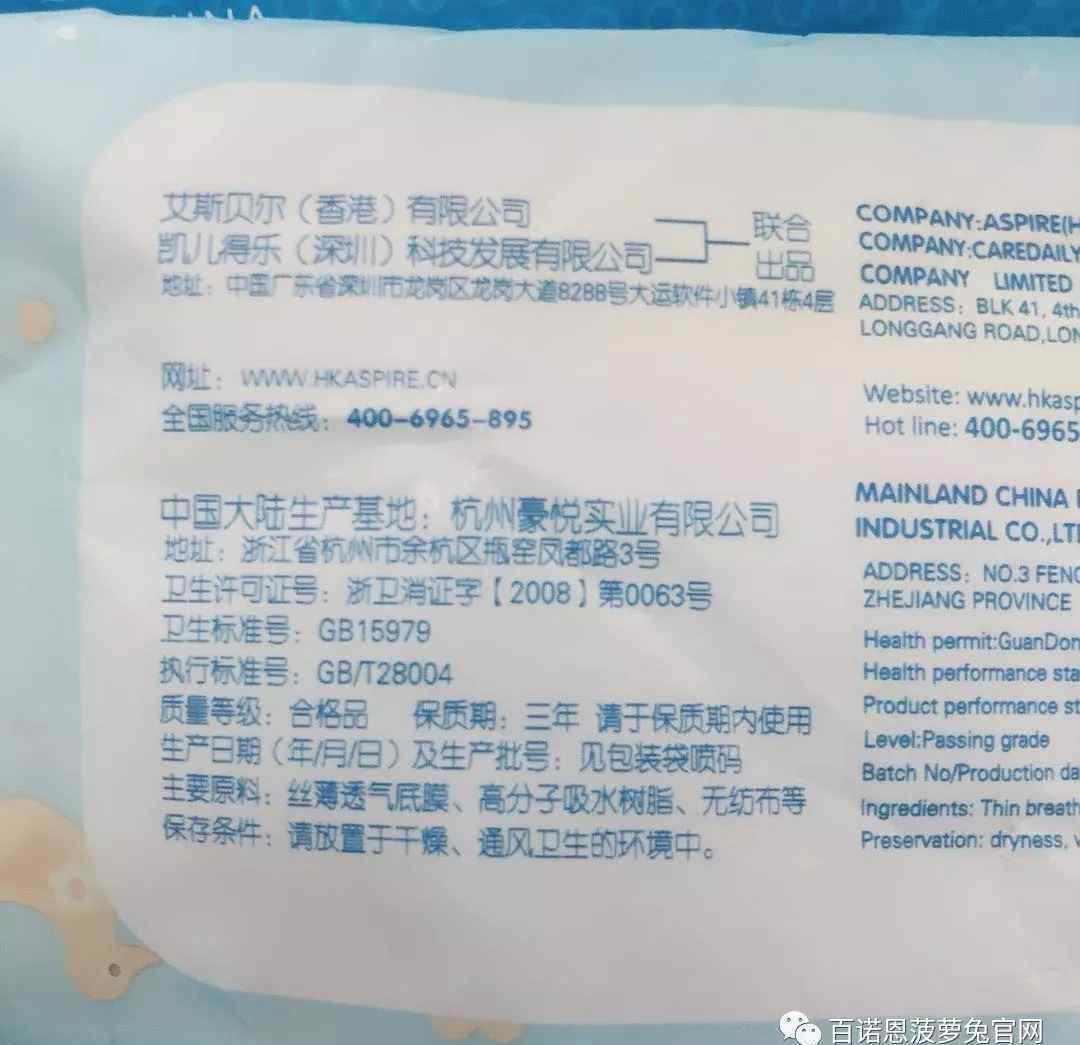 艾斯贝尔（香港）有限公司
凯儿得乐（深圳）科技发展有限公司
联合
出品
地址：中国广东省深圳市龙岗区龙岗大道8288号大运软件小镇41栋4层
网址：WWW.HKASPIRE.CN
全国服务热线：400-6965-895
中国大陆生产基地：杭州豪悦实业有限公司
地址：浙江省杭州市余杭区瓶窑凤都路3号
卫生许可证号：浙卫消证字【2008】第0063号
卫生标准号：GB15979
执行标准号：GB/T28004
质量等级：合格品 保质期：三年 请于保质期内使用
生产日期（年/月/日）及生产批号：见包装袋喷码
主要原料：丝薄透气底膜、高分子吸水树脂、无纺布等
保存条件：请放置于干燥、通风卫生的环境中。
COMPANY:ASPIRE(H
COMPANY:CAREDAILY
COMPANY LIMITED
ADDRESS: BLK 41, 4th
LONGGANG ROAD,LON
Website: www.hkasp
Hot line: 400-6965
MAINLAND CHINA
INDUSTRIAL CO.,LT
ADDRESS: NO.3 FENG
ZHEJIANG PROVINCE
Health permit:GuanDon
Health performance sta
Product performance st
Level:Passing grade
Batch No/Production da
Ingredients: Thin breath
Preservation: dryness, v
百诺恩菠萝兔官网